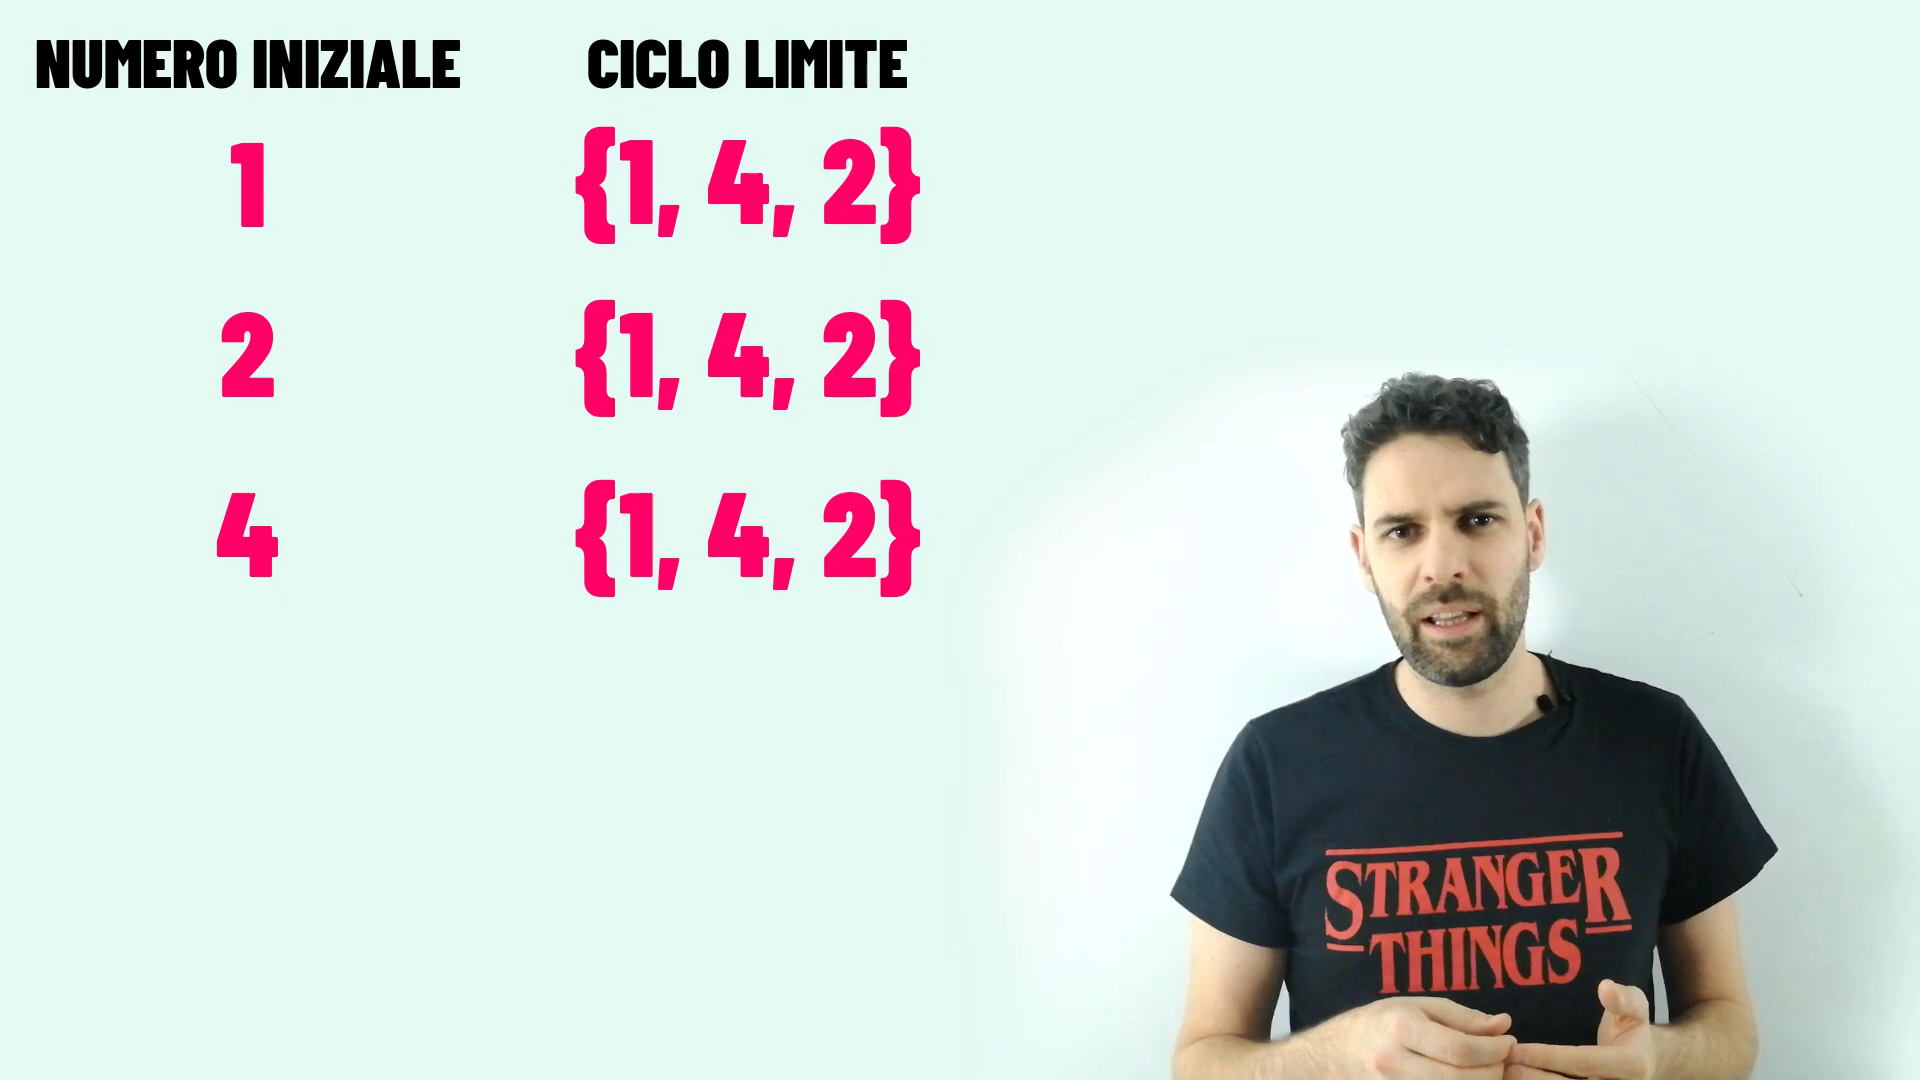 NUMERO INIZIALE CICLO LIMITE
1 {1, 4, 2}
2 {1, 4, 2}
4 {1, 4, 2}
STRANGER
THINGS